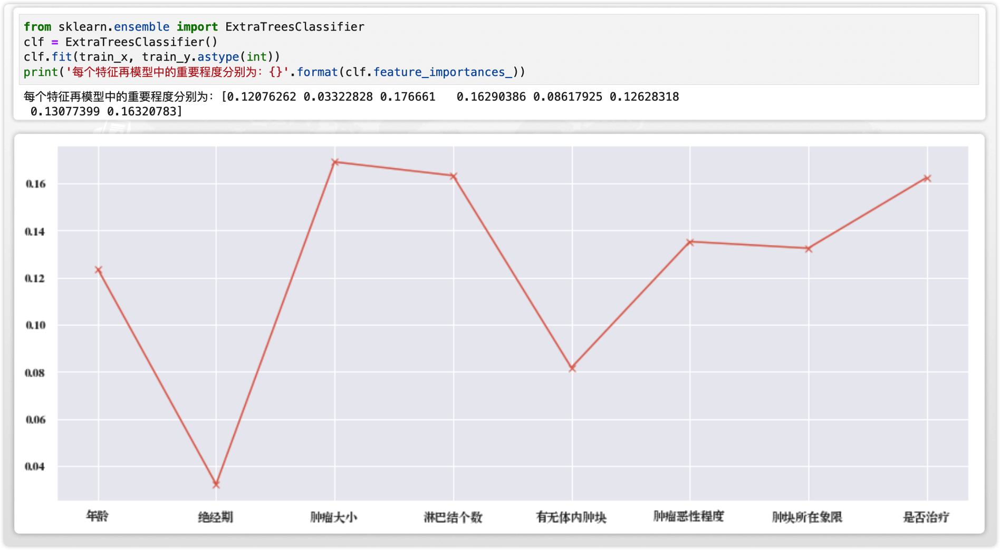 from sklearn.ensemble import ExtraTreesClassifier
clf = ExtraTreesClassifier()
clf.fit(train_x, train_y.astype(int))
print('每个特征再模型中的重要程度分别为: {}'.format(clf.feature_importances_))
每个特征再模型中的重要程度分别为: [0.12076262 0.03322828 0.176661   0.16290386 0.08617925 0.12628318
 0.13077399 0.16320783]
0.16
0.14
0.12
0.10
0.08
0.06
0.04
年龄 绝经期 肿瘤大小 淋巴结个数 有无体内肿块 肿瘤恶性程度 肿块所在象限 是否治疗